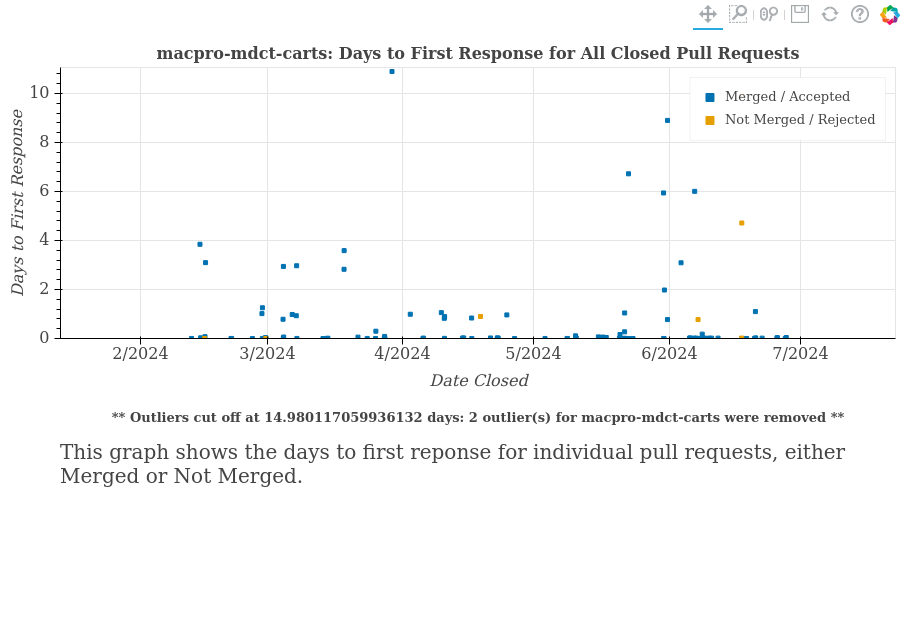 macpro-mdct-carts: Days to First Response for All Closed Pull Requests
Merged / Accepted
Not Merged / Rejected
Days to First Response
10
8
6
4
2
0
2/2024 3/2024 4/2024 5/2024 6/2024 7/2024
Date Closed
** Outliers cut off at 14.980117059936132 days: 2 outlier(s) for macpro-mdct-carts were removed **
This graph shows the days to first reponse for individual pull requests, either
Merged or Not Merged.